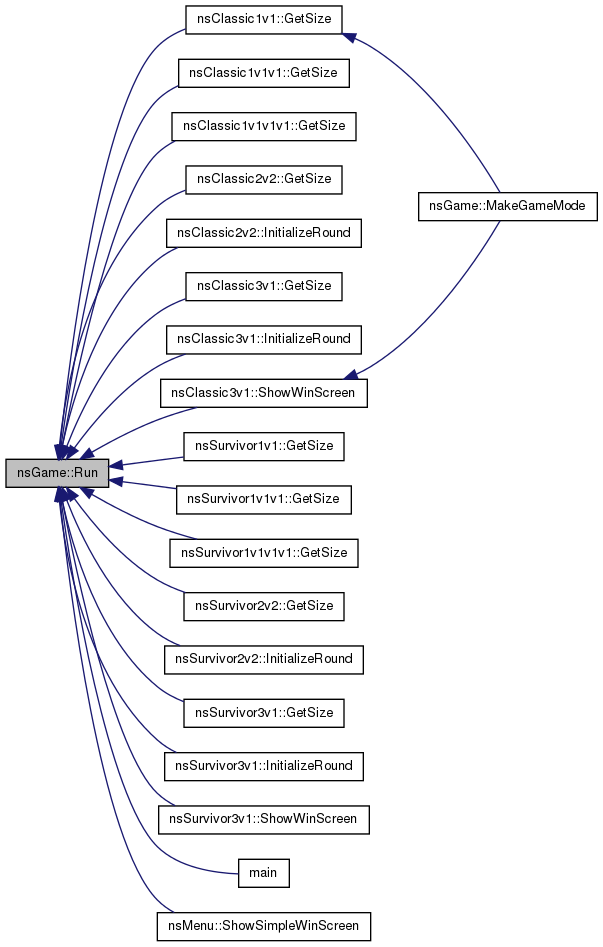 nsClassic1v1::GetSize
nsClassic1v1v1::GetSize
nsClassic1v1v1v1::GetSize
nsClassic2v2::GetSize
nsGame::MakeGameMode
nsClassic2v2::InitializeRound
nsClassic3v1::GetSize
nsClassic3v1::InitializeRound
nsClassic3v1::ShowWinScreen
nsSurvivor1v1::GetSize
nsGame::Run
nsSurvivor1v1v1::GetSize
nsSurvivor1v1v1v1::GetSize
nsSurvivor2v2::GetSize
nsSurvivor2v2::InitializeRound
nsSurvivor3v1::GetSize
nsSurvivor3v1::InitializeRound
nsSurvivor3v1::ShowWinScreen
main
nsMenu::ShowSimpleWinScreen